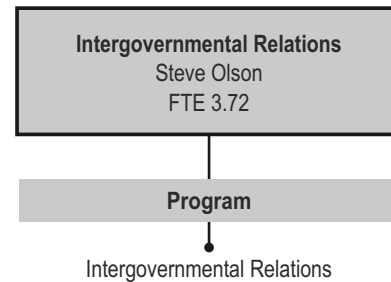 Intergovernmental Relations
Steve Olson
FTE 3.72
Program
Intergovernmental Relations